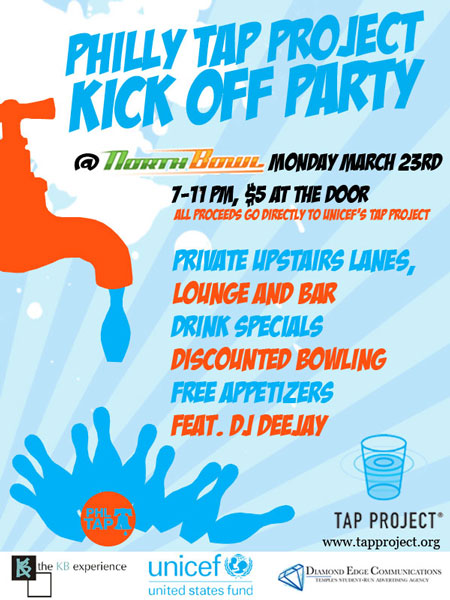 PHILLY TAP PROJECT
KICK OFF PARTY
@ NORTH BOWL MONDAY MARCH 23RD
7-11 PM, $5 AT THE DOOR
ALL PROCEEDS GO DIRECTLY TO UNICEF'S TAP PROJECT
PRIVATE UPSTAIRS LANES,
LOUNGE AND BAR
DRINK SPECIALS
DISCOUNTED BOWLING
FREE APPETIZERS
FEAT. DJ DEEJAY
PHL
TAP
TAP PROJECT®
www.tapproject.org
the KB experience
unicef
united states fund
DIAMOND EDGE COMMUNICATIONS
TEMPLE'S STUDENT-RUN ADVERTISING AGENCY